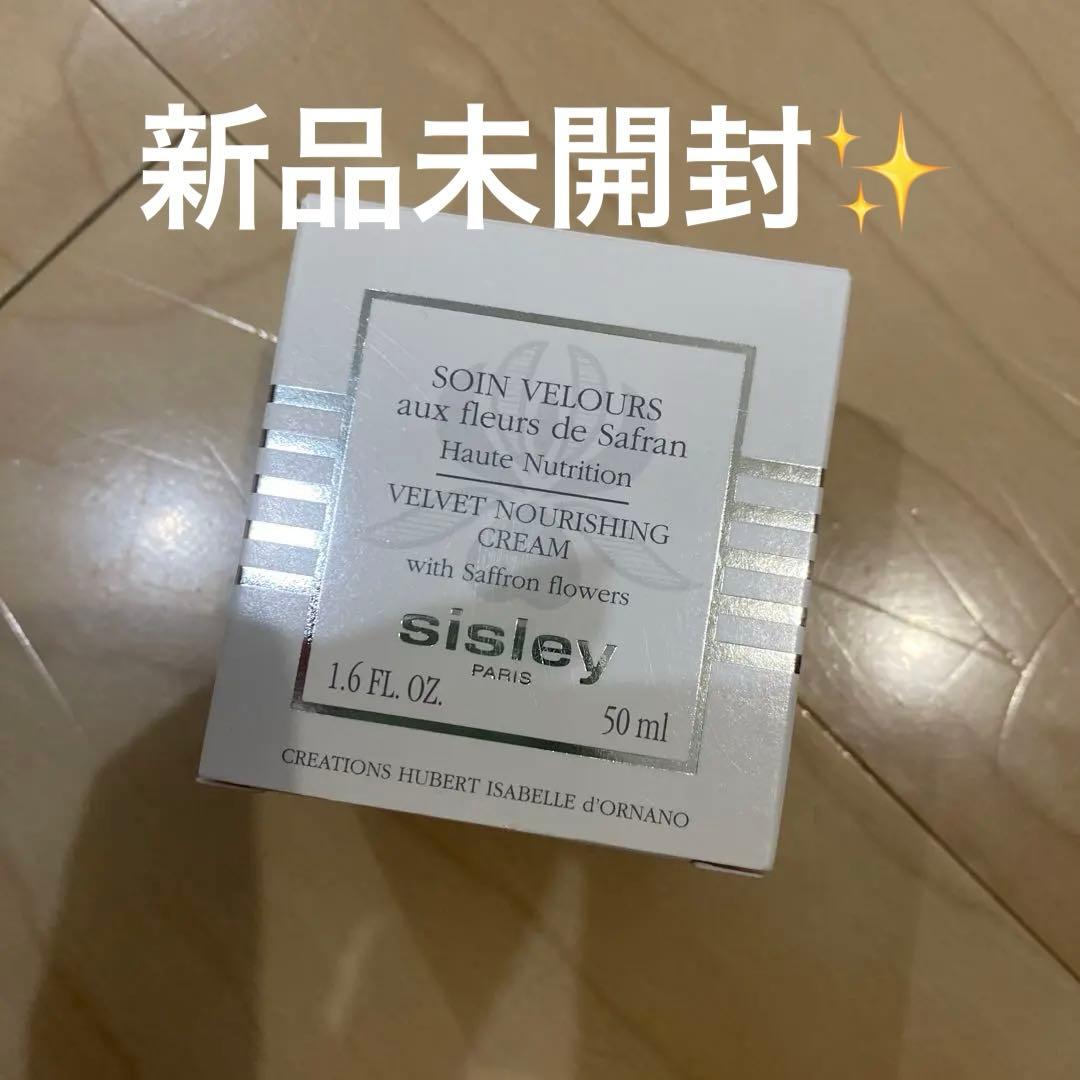 新品未開封✨
SOIN VELOURS
aux fleurs de Safran
Haute Nutrition
VELVET NOURISHING
CREAM
with Saffron flowers
sisley
PARIS
1.6 FL. OZ.
50 ml
CREATIONS HUBERT ISABELLE d'ORNANO